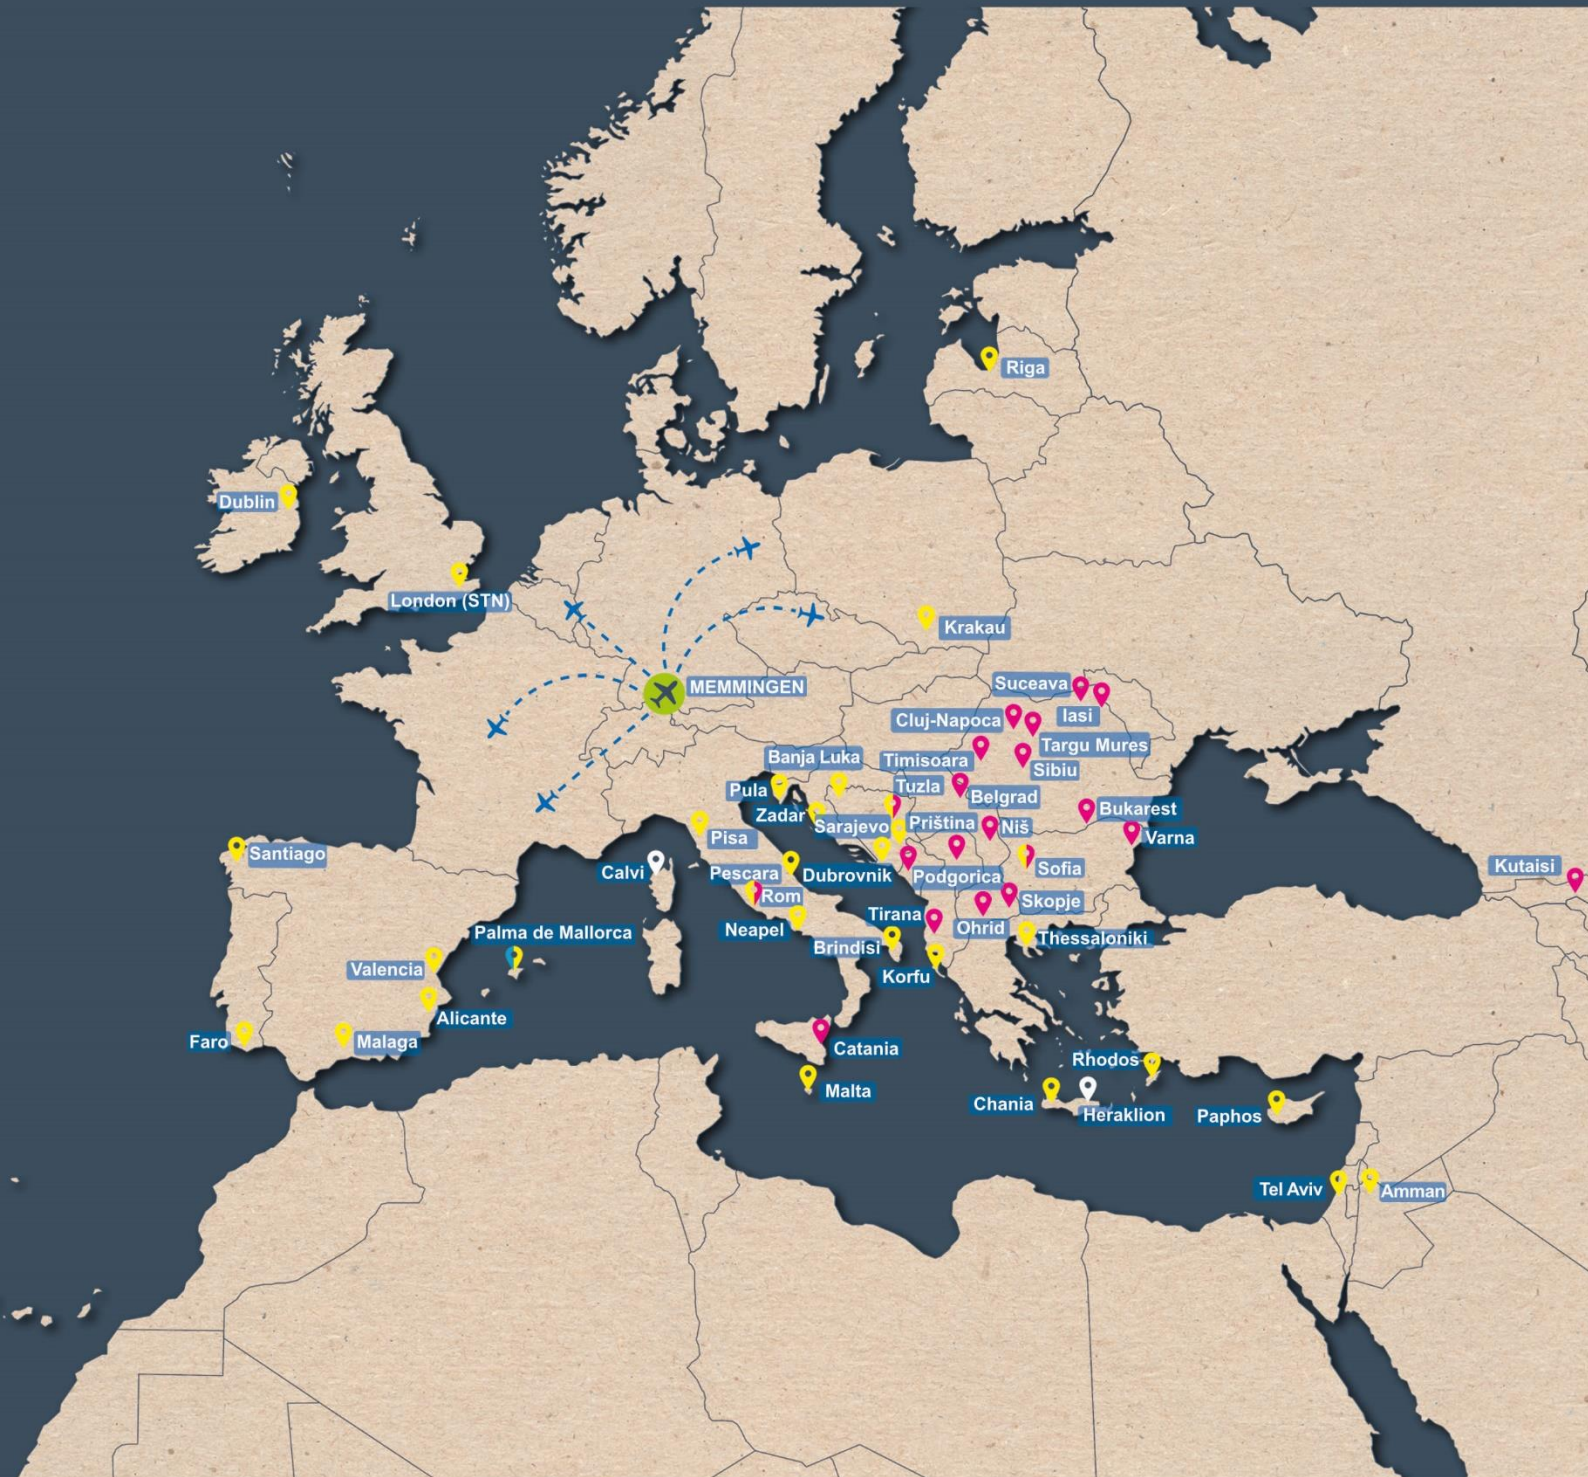 Riga
Dublin
London (STN)
Krakau
MEMMINGEN
Suceava
Iasi
Cluj-Napoca
Targu Mures
Banja Luka
Timisoara
Sibiu
Pula
Tuzla
Belgrad
Zadar
Bukarest
Sarajevo
Priština
Niš
Varna
Pisa
Santiago
Kutaisi
Calvi
Pescara
Dubrovnik
Podgorica
Sofia
Rom
Skopje
Tirana
Neapel
Ohrid
Palma de Mallorca
Thessaloniki
Brindisi
Valencia
Korfu
Alicante
Faro
Malaga
Catania
Rhodos
Malta
Chania
Heraklion
Paphos
Tel Aviv
Amman